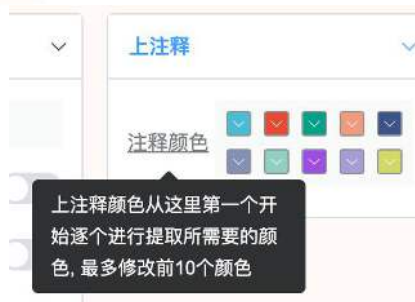 上注释
注释颜色
上注释颜色从这里第一个开
始逐个进行提取所需要的颜
色, 最多修改前10个颜色